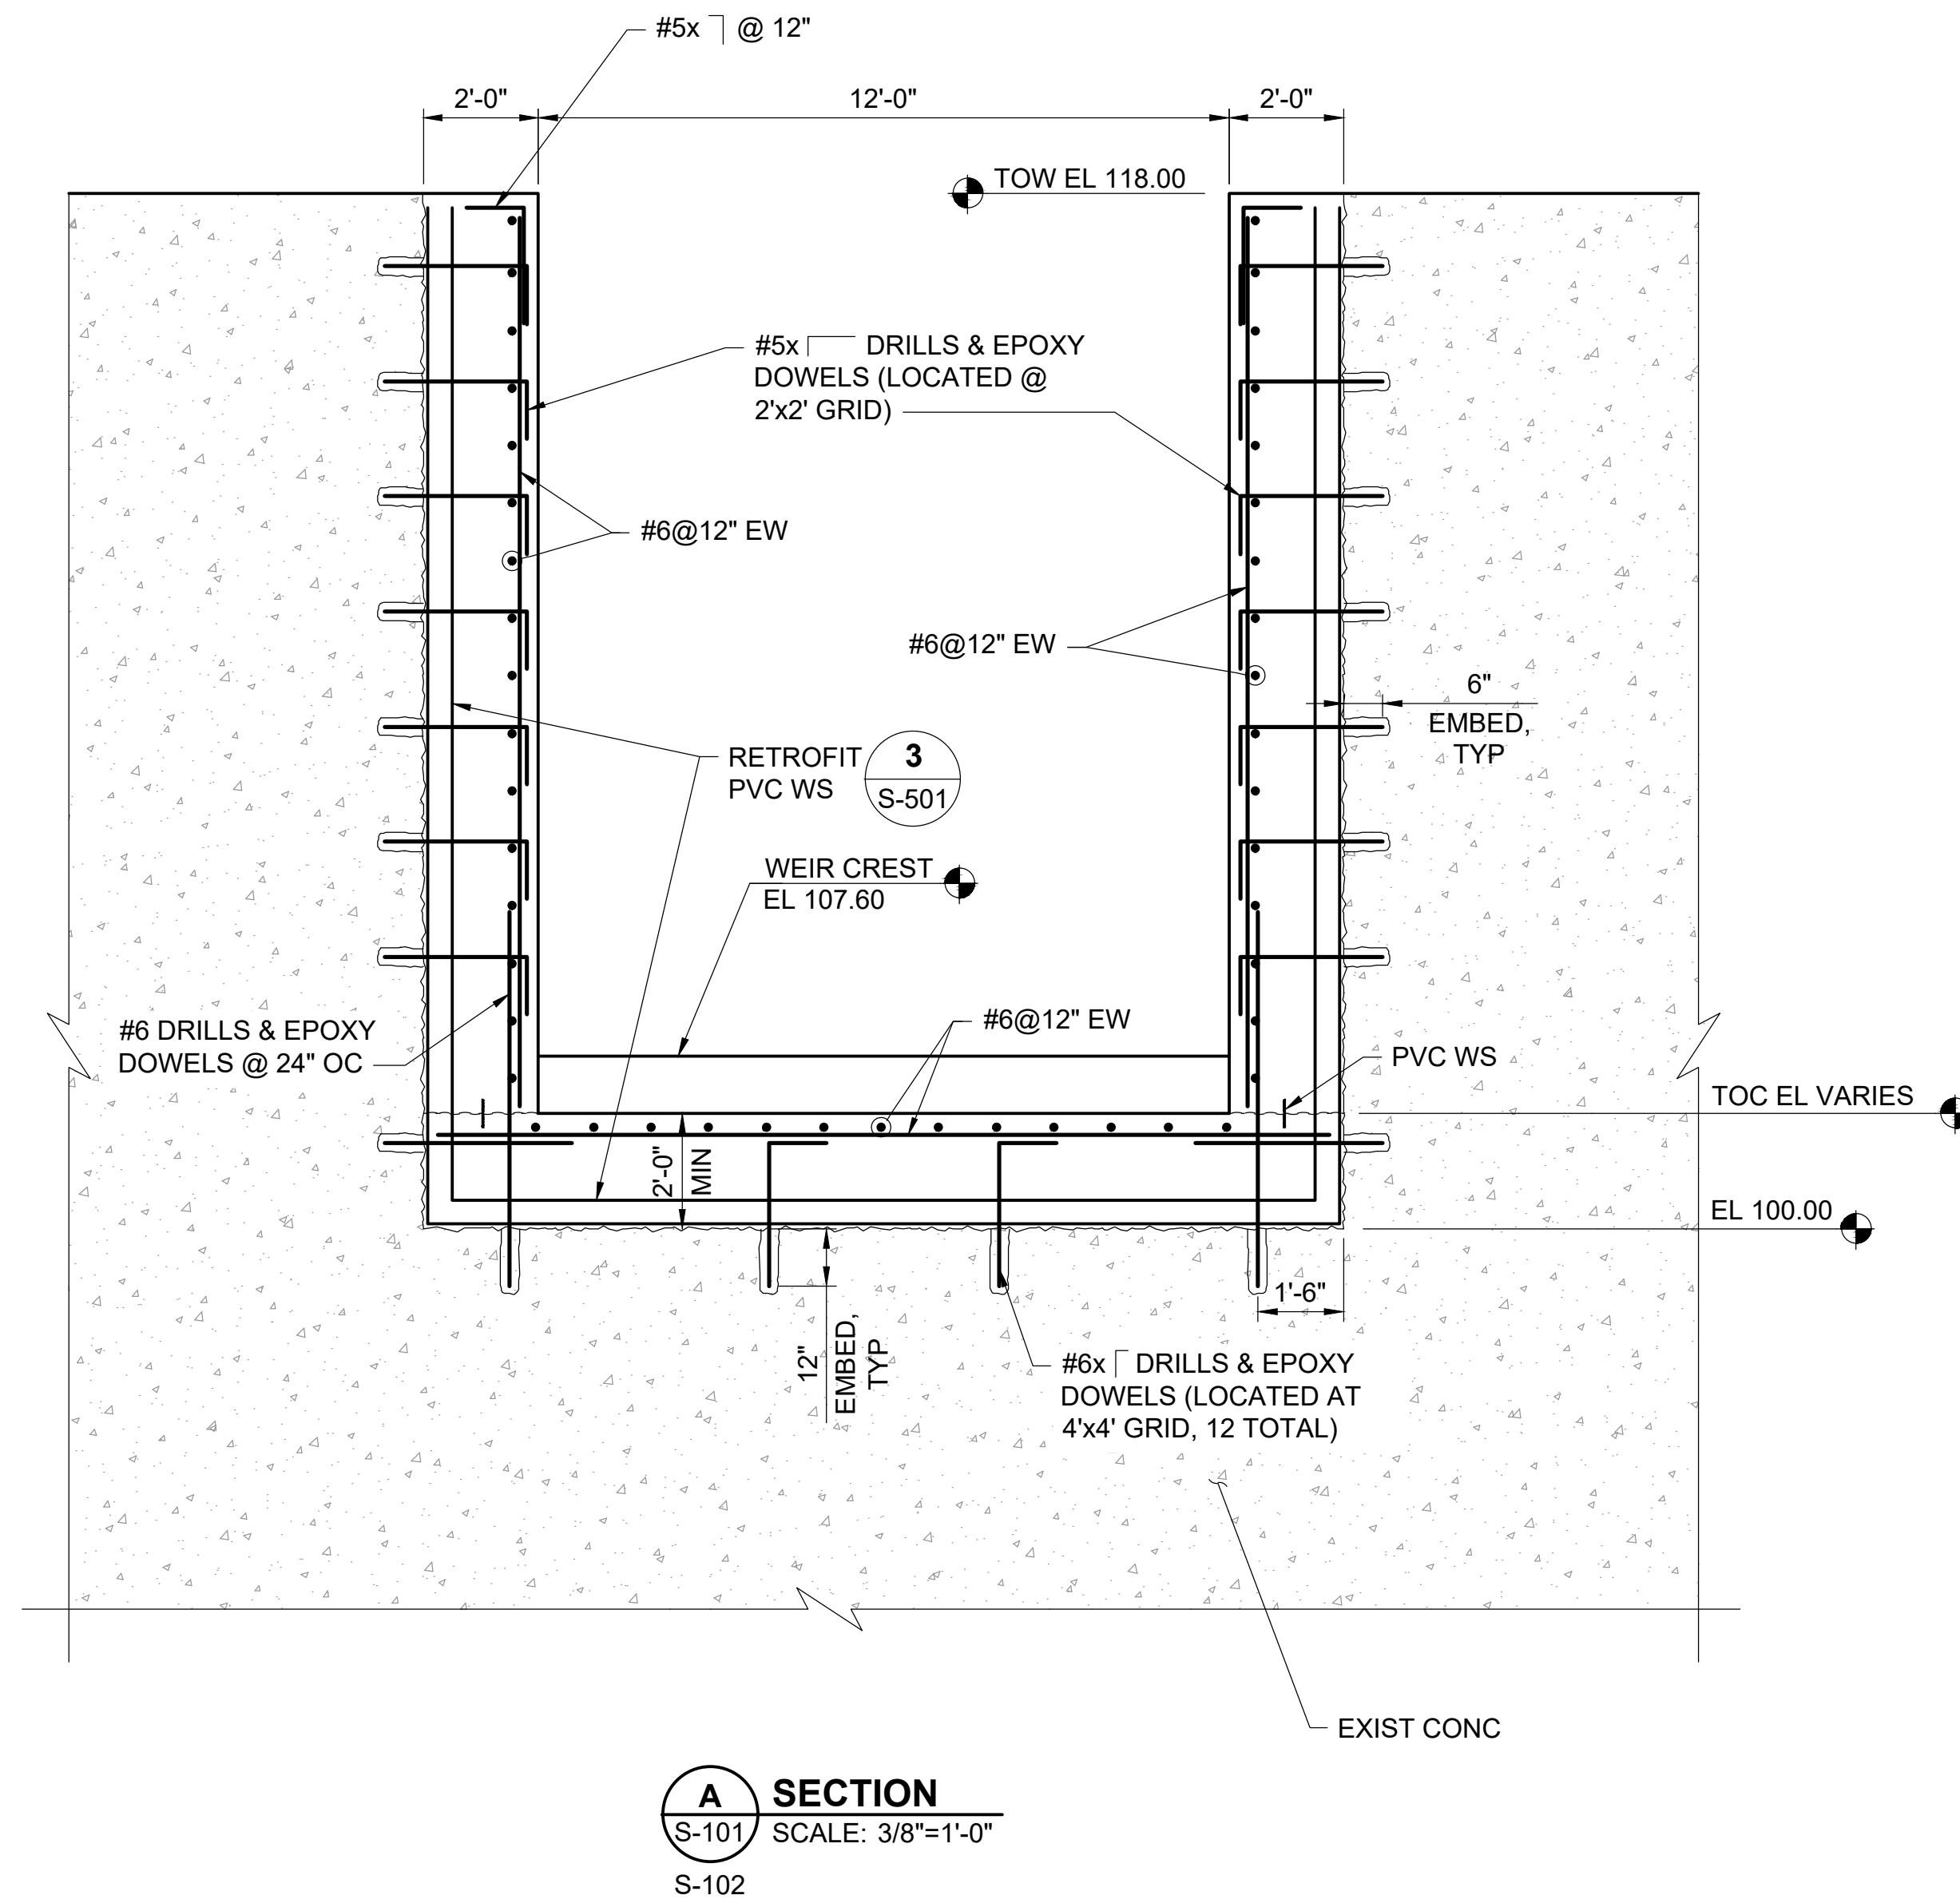 #5x @ 12"
2'-0"
12'-0"
2'-0"
TOW EL 118.00
#5x DRILLS & EPOXY
DOWELS (LOCATED @
2'x2' GRID)
#6@12" EW
#6@12" EW
6"
EMBED,
TYP
RETROFIT
PVC WS
3
S-501
WEIR CREST
EL 107.60
#6 DRILLS & EPOXY
DOWELS @ 24" OC
#6@12" EW
PVC WS
TOC EL VARIES
2'-0"
MIN
EL 100.00
1'-6"
12"
EMBED,
TYP
#6x DRILLS & EPOXY
DOWELS (LOCATED AT
4'x4' GRID, 12 TOTAL)
EXIST CONC
A
S-101
S-102
SECTION
SCALE: 3/8"=1'-0"